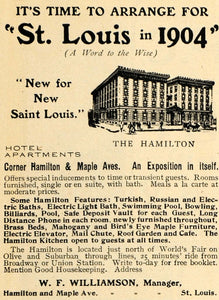 IT'S TIME TO ARRANGE FOR
"St. Louis in 1904"
(A Word to the Wise)
"New for
New
Saint Louis."
THE HAMILTON
HOTEL
APARTMENTS
Corner Hamilton & Maple Aves. An Exposition in itself.
Offers special inducements to time or transient guests. Rooms
furnished, single or en suite, with bath. Meals a la carte at
moderate prices.
Some Hamilton Features: Turkish, Russian and Elec-
tric Baths, Electric Light Bath, Swimming Pool, Bowling,
Billiards, Pool, Safe Deposit Vault for each Guest, Long
Distance Phone in each room, newly furnished throughout,
Brass Beds, Mahogany and Bird's Eye Maple Furniture,
Electric Elevator, Mail Chute, Roof Garden and Cafe. The
Hamilton Kitchen open to guests at all times.
The Hamilton is located just north of World's Fair on
Olive and Suburban through lines, 25 minutes' ride from
Broadway or Union Station. Write to-day for free booklet.
Mention Good Housekeeping. Address
W. F. WILLIAMSON, Manager,
Hamilton and Maple Ave. St. Louis.